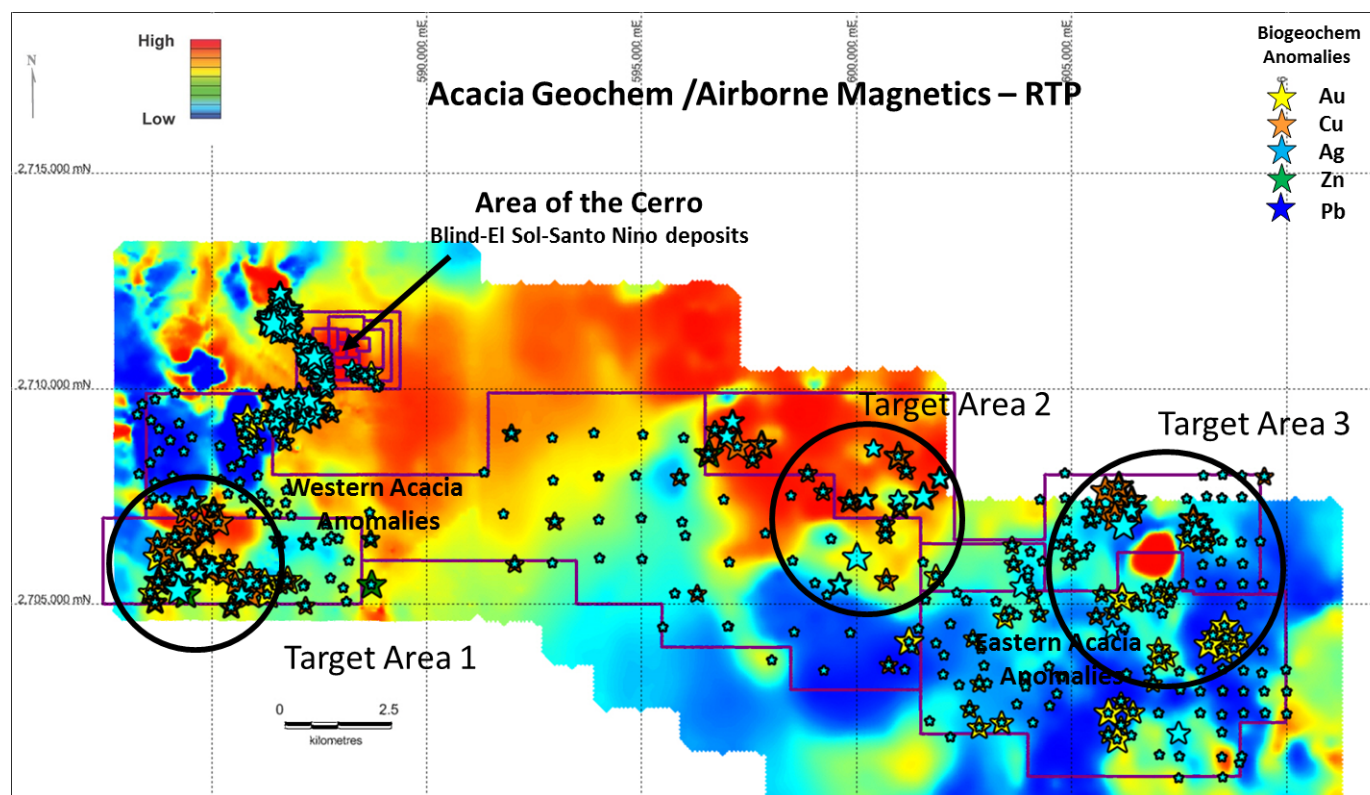 High
Low
N
590,000 mE
595,000 mE
600,000 mE
605,000 mE
6
Acacia Geochem /Airborne Magnetics – RTP
Biogeochem
Anomalies
Au
Cu
Ag
Zn
Pb
2,715,000 mN
Area of the Cerro
Blind-El Sol-Santo Nino deposits
2,710,000 mN
Target Area 2
Target Area 3
Western Acacia
Anomalies
2,705,000 mN
Eastern Acacia
Anomalies
Target Area 1
0 2.5
kilometres